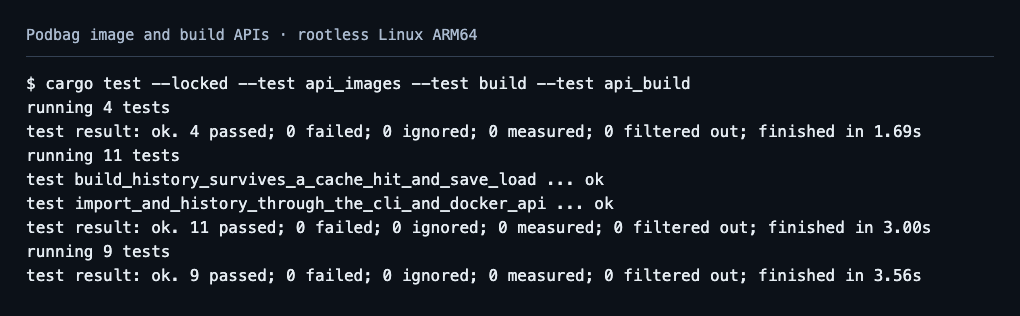 Podbag image and build APIs · rootless Linux ARM64
$ cargo test --locked --test api_images --test build --test api_build
running 4 tests
test result: ok. 4 passed; 0 failed; 0 ignored; 0 measured; 0 filtered out; finished in 1.69s
running 11 tests
test build_history_survives_a_cache_hit_and_save_load ... ok
test import_and_history_through_the_cli_and_docker_api ... ok
test result: ok. 11 passed; 0 failed; 0 ignored; 0 measured; 0 filtered out; finished in 3.00s
running 9 tests
test result: ok. 9 passed; 0 failed; 0 ignored; 0 measured; 0 filtered out; finished in 3.56s